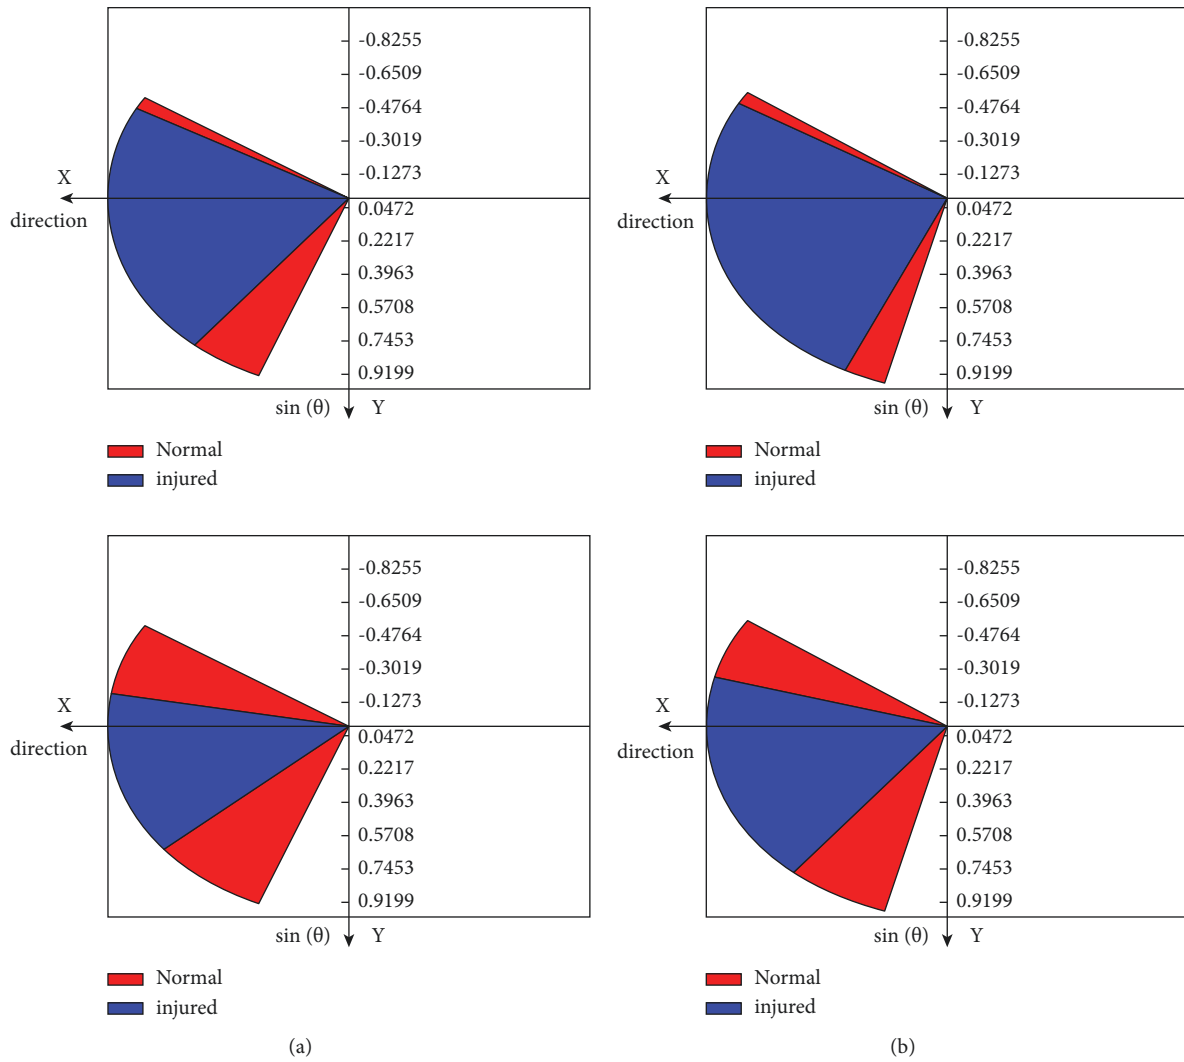 -0.8255
-0.6509
-0.4764
-0.3019
-0.1273
X
direction
0.0472
0.2217
0.3963
0.5708
0.7453
0.9199
sin (θ)
Y
Normal
injured
-0.8255
-0.6509
-0.4764
-0.3019
-0.1273
X
direction
0.0472
0.2217
0.3963
0.5708
0.7453
0.9199
sin (θ)
Y
Normal
injured
-0.8255
-0.6509
-0.4764
-0.3019
-0.1273
X
direction
0.0472
0.2217
0.3963
0.5708
0.7453
0.9199
sin (θ)
Y
Normal
injured
(a)
-0.8255
-0.6509
-0.4764
-0.3019
-0.1273
X
direction
0.0472
0.2217
0.3963
0.5708
0.7453
0.9199
sin (θ)
Y
Normal
injured
(b)